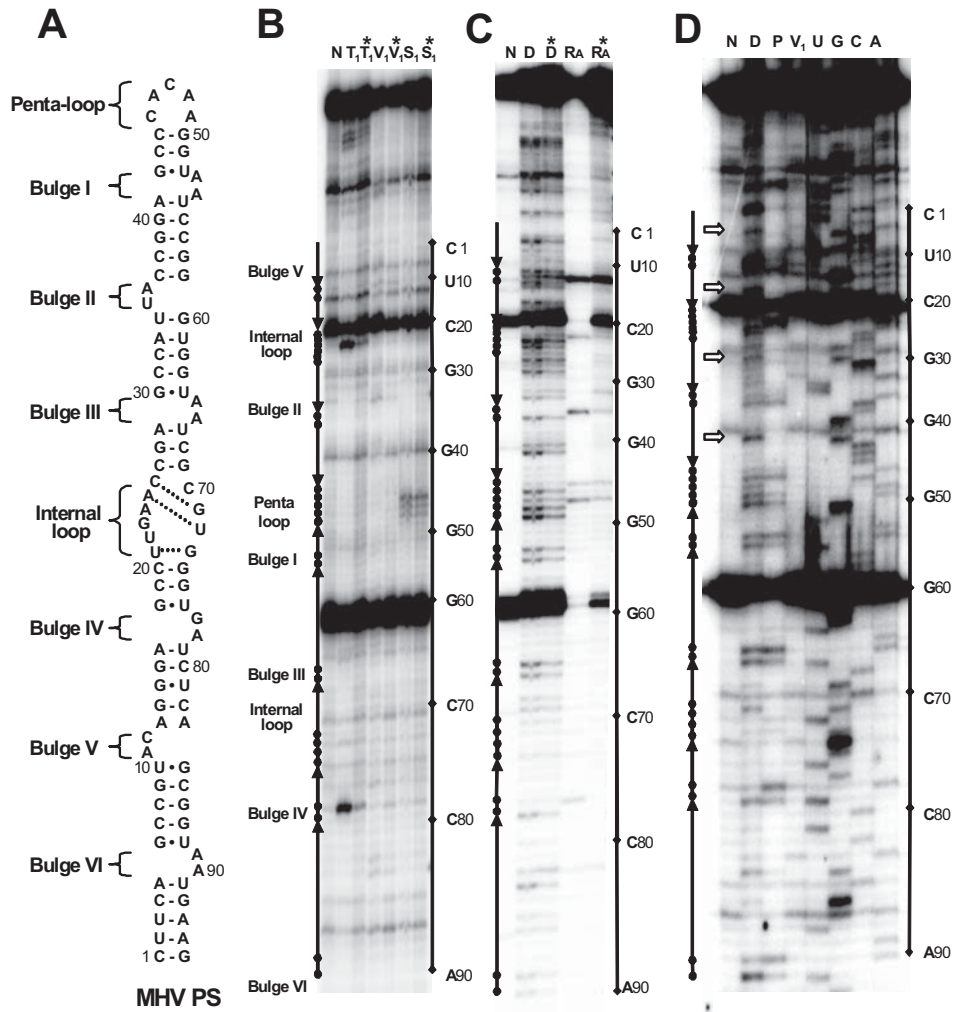 A B C D
N T1 T1* V1 V1* S1 S1*
N D D* RA RA*
N D P V1 U G C A
Penta-loop
Bulge I
Bulge II
Bulge III
Internal loop
Bulge IV
Bulge V
Bulge VI
C
A A
C A
C - G 50
C - G
G • U
A
A
A - U
40 G - C
G - C
C - G
C - G
A
U
U - G 60
U - U
A - G
C - G
30 G • U
A
A
A - U
G - C
C - G
C C 70
A G
A U
G
U
U G
20 C - G
C - G
G • U
G
A
A - U
G - C 80
G • U
G - C
A A
C
A
10 U • G
U - C
G - G
C - G
C - G
G • U
A
A 90
A - U
C - G
U - A
U - A
1 C - G
MHV PS
Bulge V
Internal
loop
Bulge II
Penta
loop
Bulge I
Bulge III
Internal
loop
Bulge IV
Bulge VI
C 1
U10
C20
G30
G40
G50
G60
C70
C80
A90
C 1
U10
C20
G30
G40
G50
G60
C70
C80
A90
C 1
U10
C20
G30
G40
G50
G60
C70
C80
A90